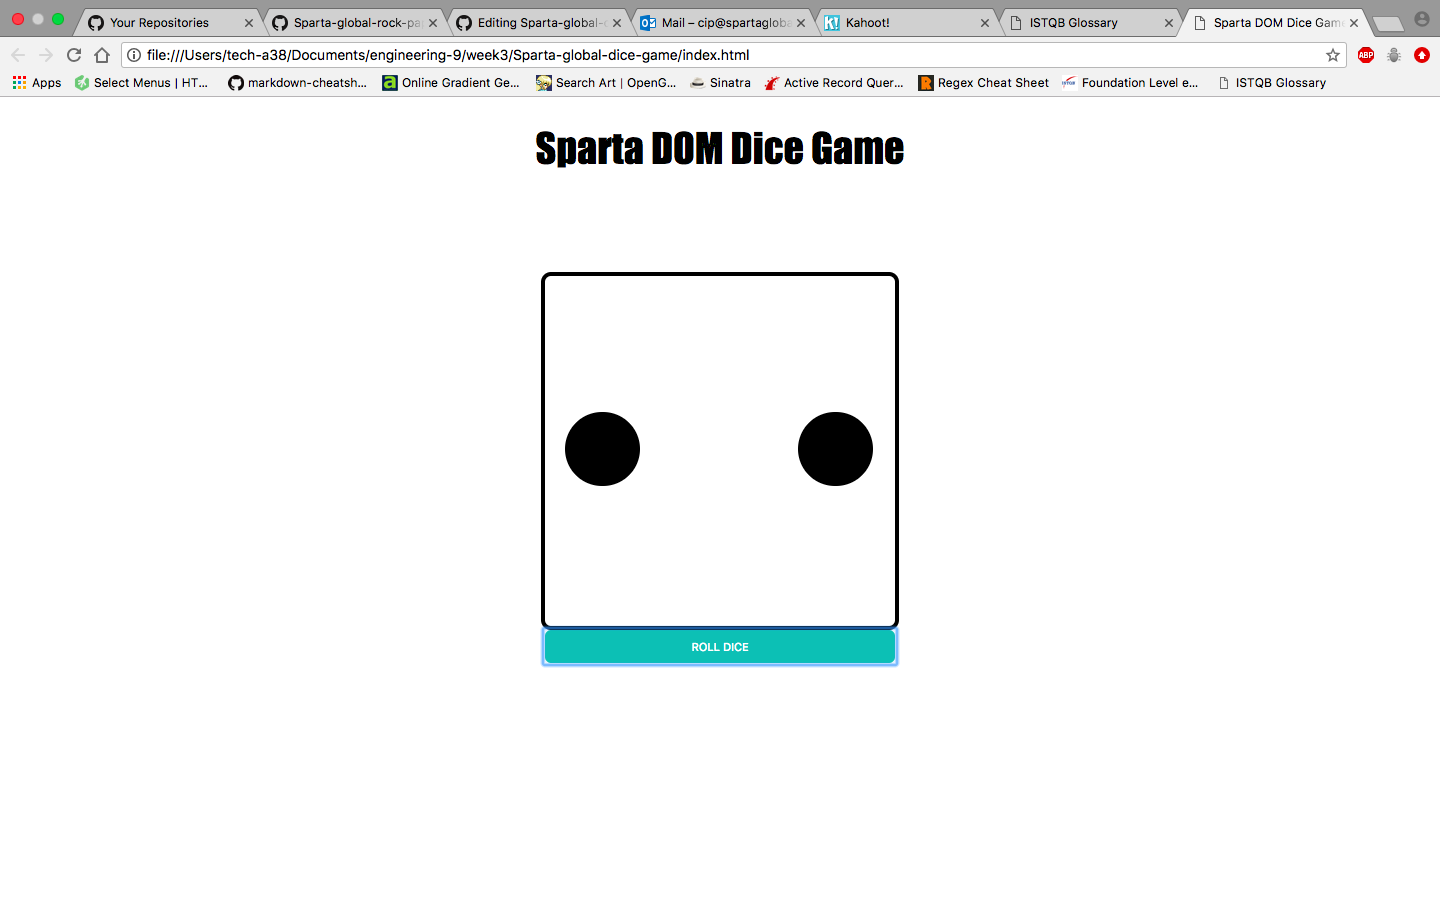 Your Repositories
Sparta-global-rock-pa
Editing Sparta-global-
Mail – cip@spartagloba
Kahoot!
ISTQB Glossary
Sparta DOM Dice Game
file:///Users/tech-a38/Documents/engineering-9/week3/Sparta-global-dice-game/index.html
ABP
Apps
Select Menus | HT...
markdown-cheatsh...
Online Gradient Ge...
Search Art | OpenG...
Sinatra
Active Record Quer...
Regex Cheat Sheet
Foundation Level e...
ISTQB Glossary
Sparta DOM Dice Game
ROLL DICE